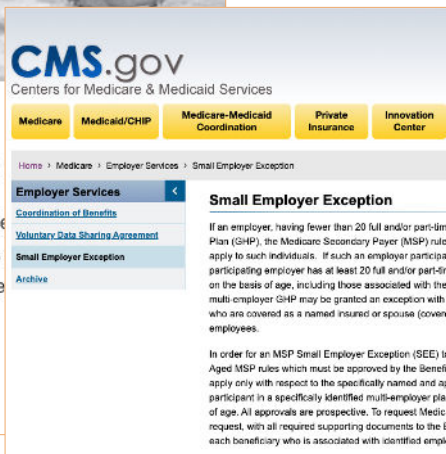 CMS.gov
Centers for Medicare & Medicaid Services
Medicare
Medicaid/CHIP
Medicare-Medicaid
Coordination
Private
Insurance
Innovation
Center
Home › Medicare › Employer Services › Small Employer Exception
Employer Services
Coordination of Benefits
Voluntary Data Sharing Agreement
Small Employer Exception
Archive
Small Employer Exception
If an employer, having fewer than 20 full and/or part-tim
Plan (GHP), the Medicare Secondary Payer (MSP) rule
apply to such individuals. If such an employer participa
participating employer has at least 20 full and/or part-ti
on the basis of age, including those associated with the
multi-employer GHP may be granted an exception with
who are covered as a named insured or spouse (coven
employees.
In order for an MSP Small Employer Exception (SEE) t
Aged MSP rules which must be approved by the Benefi
apply only with respect to the specifically named and a
participant in a specifically identified multi-employer pla
of age. All approvals are prospective. To request Medic
request, with all required supporting documents to the
each beneficiary who is associated with identified empl